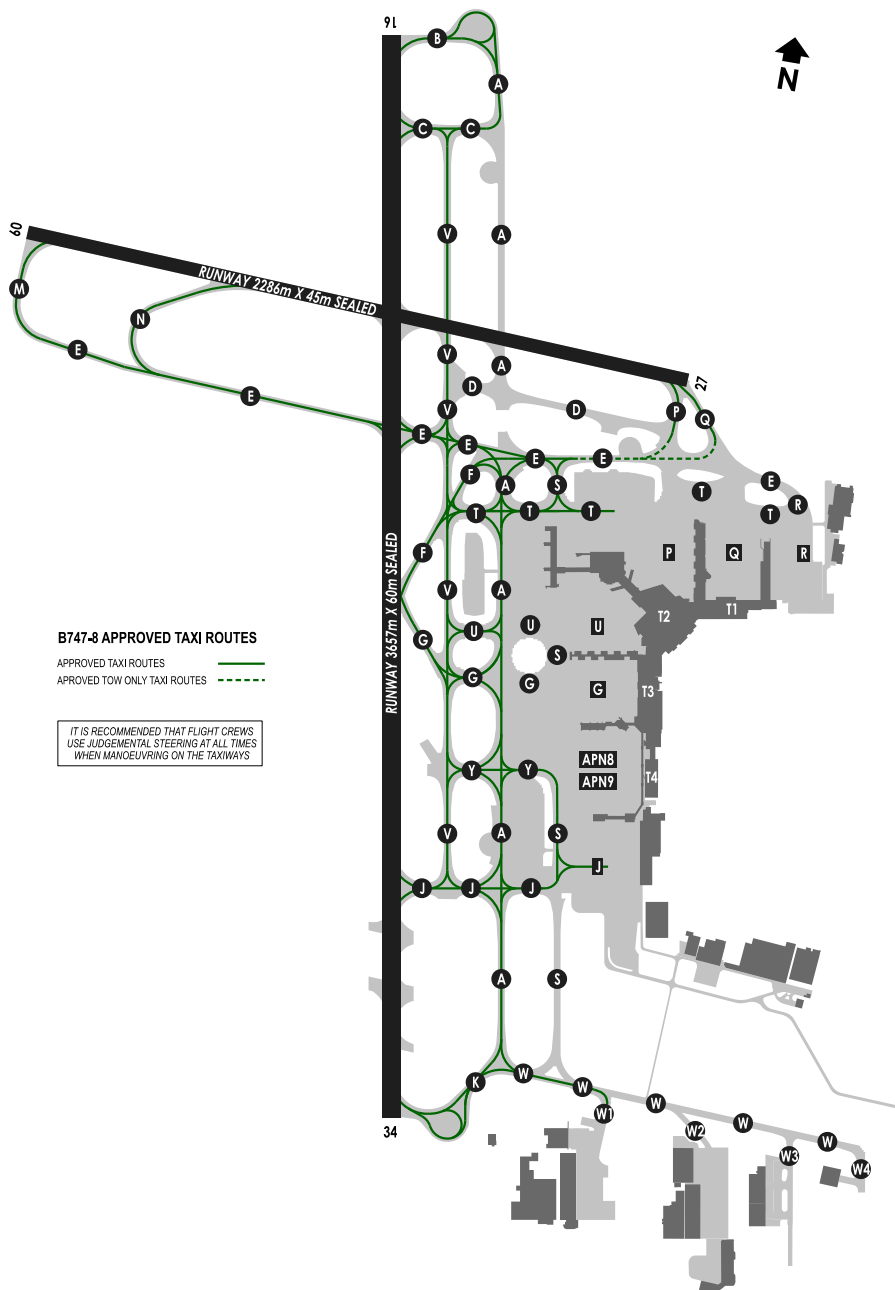 16
B
N
A
C
C
V
A
09
RUNWAY 2286m X 45m SEALED
M
N
E
V
A
27
D
E
V
D
P
Q
E
E
E
E
F
A
S
T
E
R
T
T
T
T
F
P
Q
R
RUNWAY 3657m X 60m SEALED
V
A
T2
T1
U
U
U
B747-8 APPROVED TAXI ROUTES
G
S
APPROVED TAXI ROUTES
G
G
G
T3
APPROVED TOW ONLY TAXI ROUTES
IT IS RECOMMENDED THAT FLIGHT CREWS
USE JUDGEMENTAL STEERING AT ALL TIMES
WHEN MANOEUVRING ON THE TAXIWAYS
APN8
Y
Y
T4
APN9
V
A
S
J
J
J
J
A
S
K
W
W
W
W1
W
34
W2
W
W3
W4